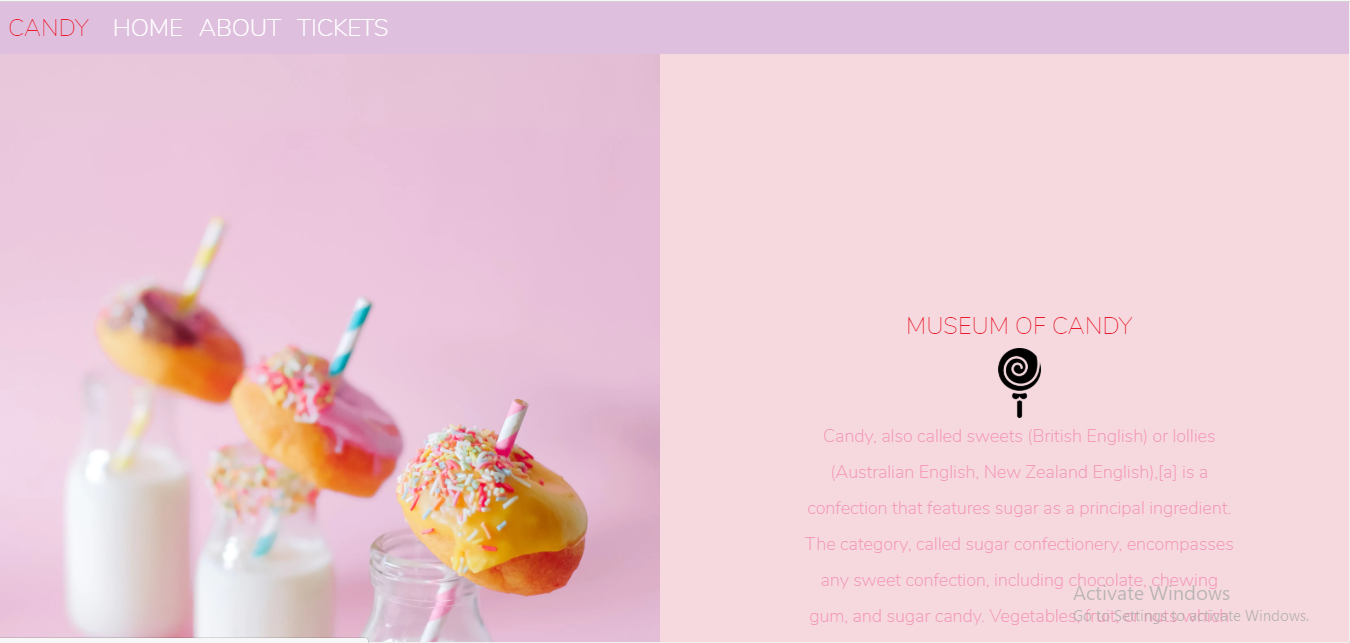 CANDY HOME ABOUT TICKETS
MUSEUM OF CANDY
Candy, also called sweets (British English) or lollies
(Australian English, New Zealand English),[a] is a
confection that features sugar as a principal ingredient.
The category, called sugar confectionery, encompasses
any sweet confection, including chocolate, chewing
gum, and sugar candy. Vegetables, fruit, or nuts which
Activate Windows
Go to Settings to activate Windows.